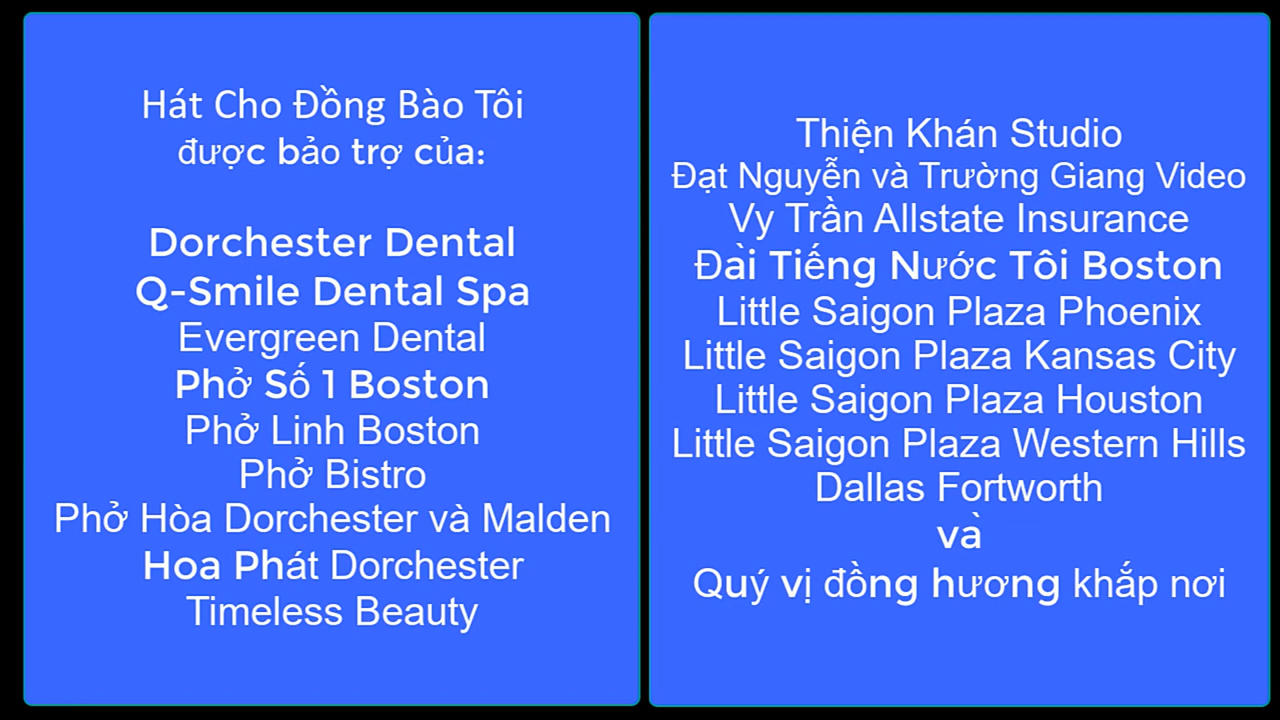 Hát Cho Đồng Bào Tôi
được bảo trợ của:
Dorchester Dental
Q-Smile Dental Spa
Evergreen Dental
Phở Số 1 Boston
Phở Linh Boston
Phở Bistro
Phở Hòa Dorchester và Malden
Hoa Phát Dorchester
Timeless Beauty
Thiện Khán Studio
Đạt Nguyễn và Trường Giang Video
Vy Trần Allstate Insurance
Đài Tiếng Nước Tôi Boston
Little Saigon Plaza Phoenix
Little Saigon Plaza Kansas City
Little Saigon Plaza Houston
Little Saigon Plaza Western Hills
Dallas Fortworth
và
Quý vị đồng hương khắp nơi